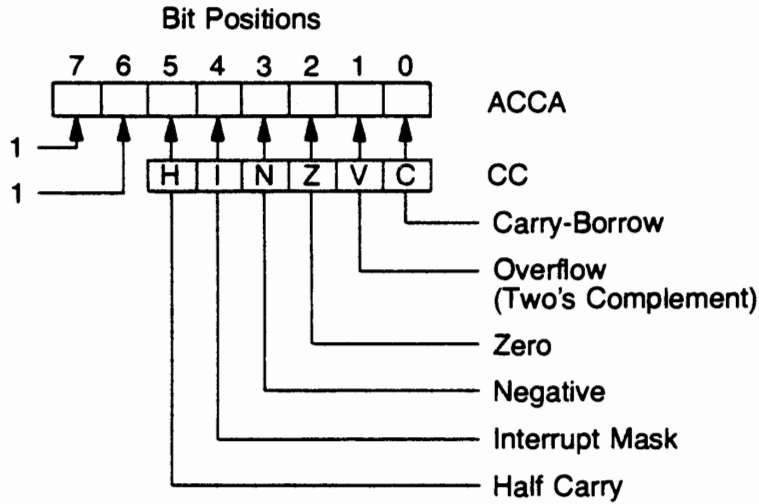 Bit Positions
7 6 5 4 3 2 1 0
ACCA
1
1
H I N Z V C
CC
Carry-Borrow
Overflow
(Two's Complement)
Zero
Negative
Interrupt Mask
Half Carry